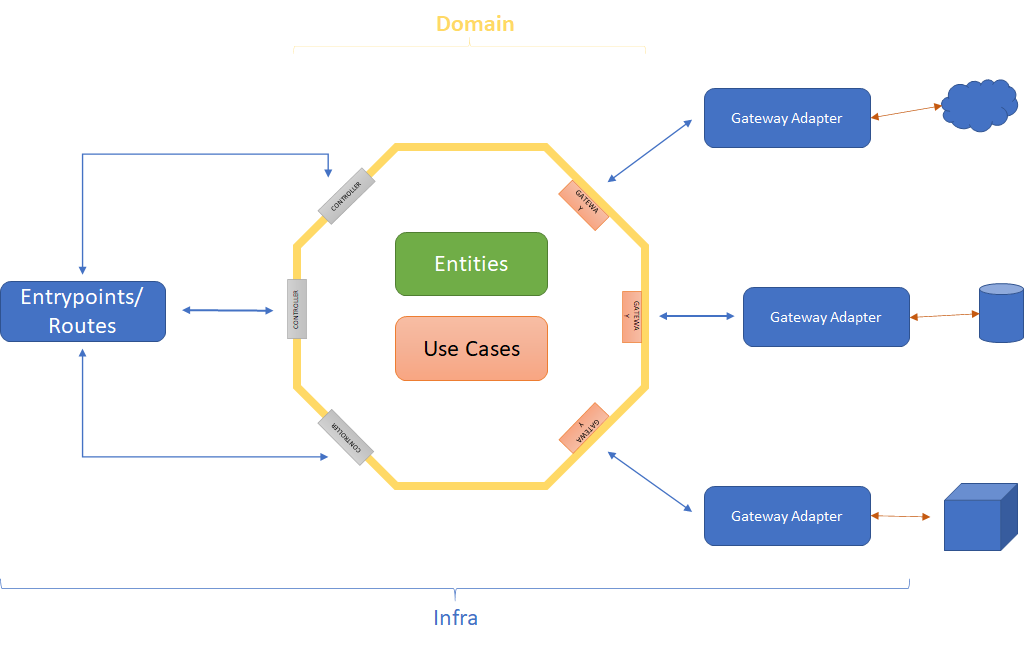 Domain
Gateway Adapter
CONTROLLER
GATEWA
Y
Entities
CONTROLLER
GATEWA
Y
Entrypoints/
Routes
Gateway Adapter
Use Cases
CONTROLLER
GATEWA
Y
Gateway Adapter
Infra